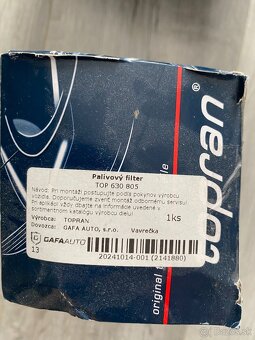 topran®
original
Palivový filter
TOP 630 805
Návod: Pri montáži postupujte podľa pokynov výrobcu
vozidla. Doporučujeme zveriť montáž odbornému servisu!
Pri aplikácii vždy dbajte na informácie uvedené v
sortimentnom katalógu výrobcu dielu!
1ks
Výrobca: TOPRAN
Dovozca: GAFA AUTO, s.r.o. Vavrečka
G GAFAAUTO
13
20241014-001 (2141880)